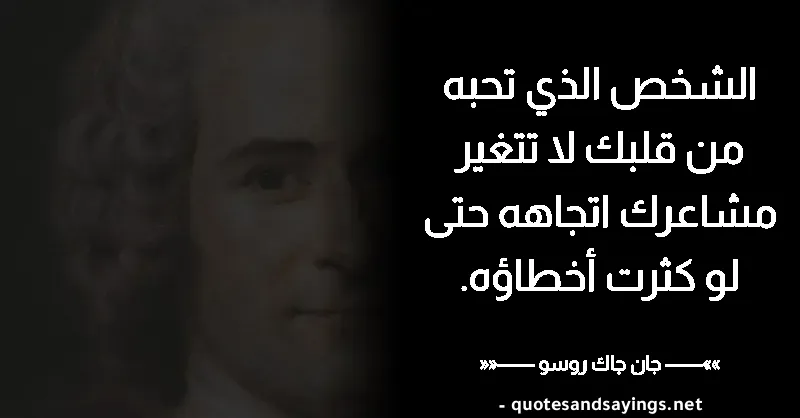 الشخص الذي تحبه
من قلبك لا تتغير
مشاعرك اتجاهه حتى
لو كثرت أخطاؤه.
»»—— جان جاك روسو ——««
- quotesandsayings.net